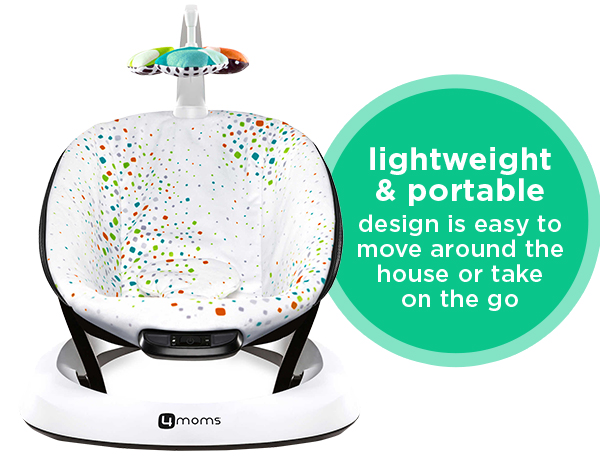 lightweight
& portable
design is easy to
move around the
house or take
on the go
4moms